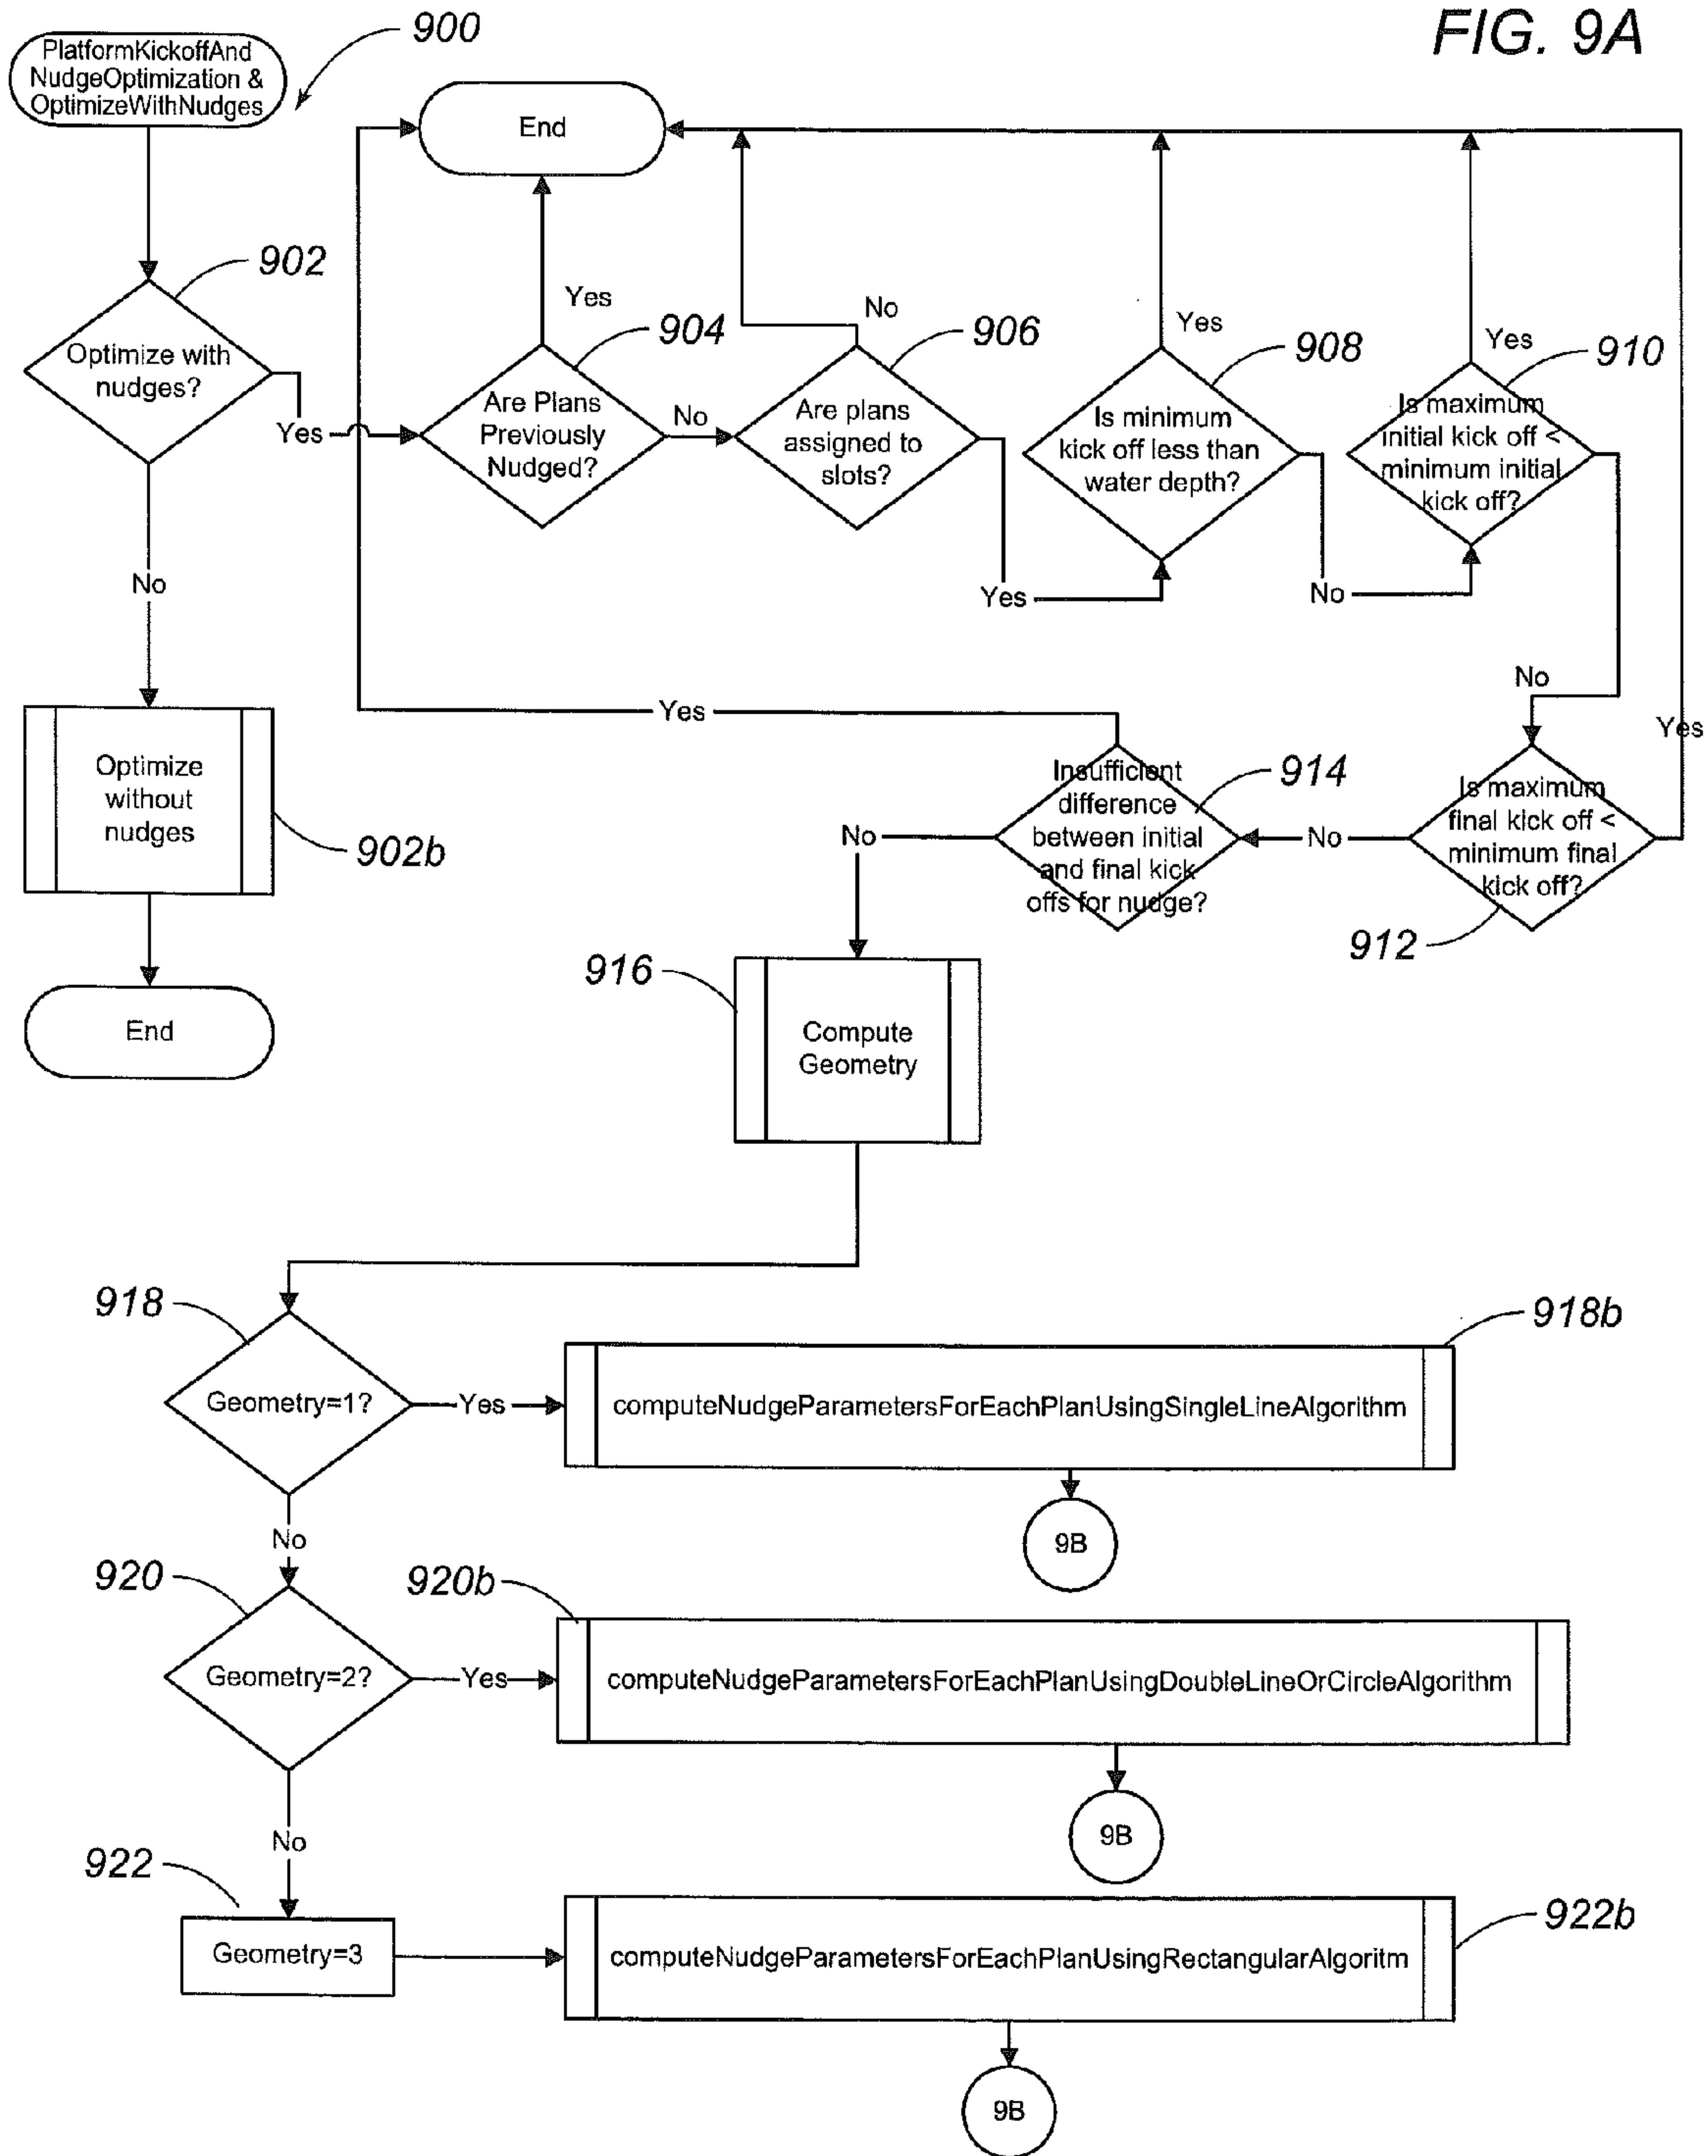 FIG. 9A
PlatformKickoffAnd
NudgeOptimization &
OptimizeWithNudges
900
End
902
Optimize with
nudges?
Yes
No
904
Are Plans
Previously
Nudged?
Yes
No
906
Are plans
assigned to
slots?
No
Yes
908
Is minimum
kick off less than
water depth?
Yes
No
910
Is maximum
initial kick off <
minimum initial
kick off?
Yes
No
912
Is maximum
final kick off <
minimum final
kick off?
Yes
No
914
Insufficient
difference
between initial
and final kick
offs for nudge?
Yes
No
Optimize
without
nudges
902b
End
916
Compute
Geometry
918
Geometry=1?
Yes
918b
computeNudgeParametersForEachPlanUsingSingleLineAlgorithm
9B
No
920
Geometry=2?
Yes
920b
computeNudgeParametersForEachPlanUsingDoubleLineOrCircleAlgorithm
9B
No
922
Geometry=3
922b
computeNudgeParametersForEachPlanUsingRectangularAlgoritm
9B